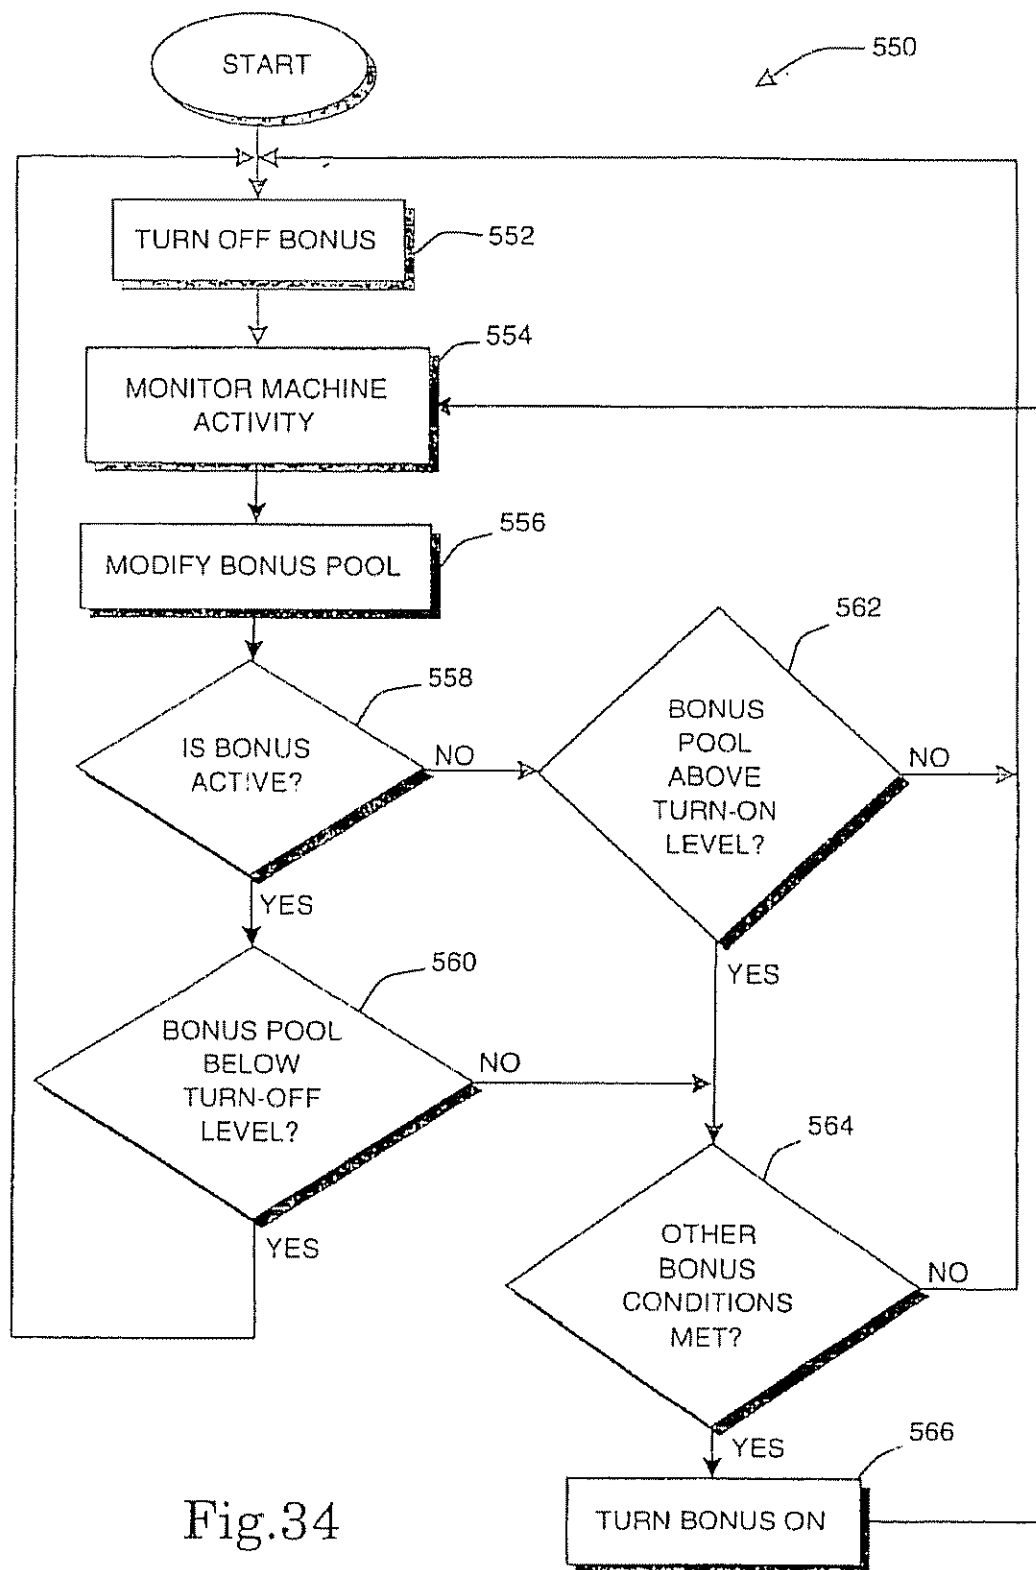 START
550
TURN OFF BONUS
552
554
MONITOR MACHINE
ACTIVITY
556
MODIFY BONUS POOL
562
558
IS BONUS
ACTIVE?
NO
BONUS
POOL
ABOVE
TURN-ON
LEVEL?
NO
YES
YES
560
BONUS POOL
BELOW
TURN-OFF
LEVEL?
NO
YES
564
OTHER
BONUS
CONDITIONS
MET?
NO
YES
566
TURN BONUS ON
Fig.34